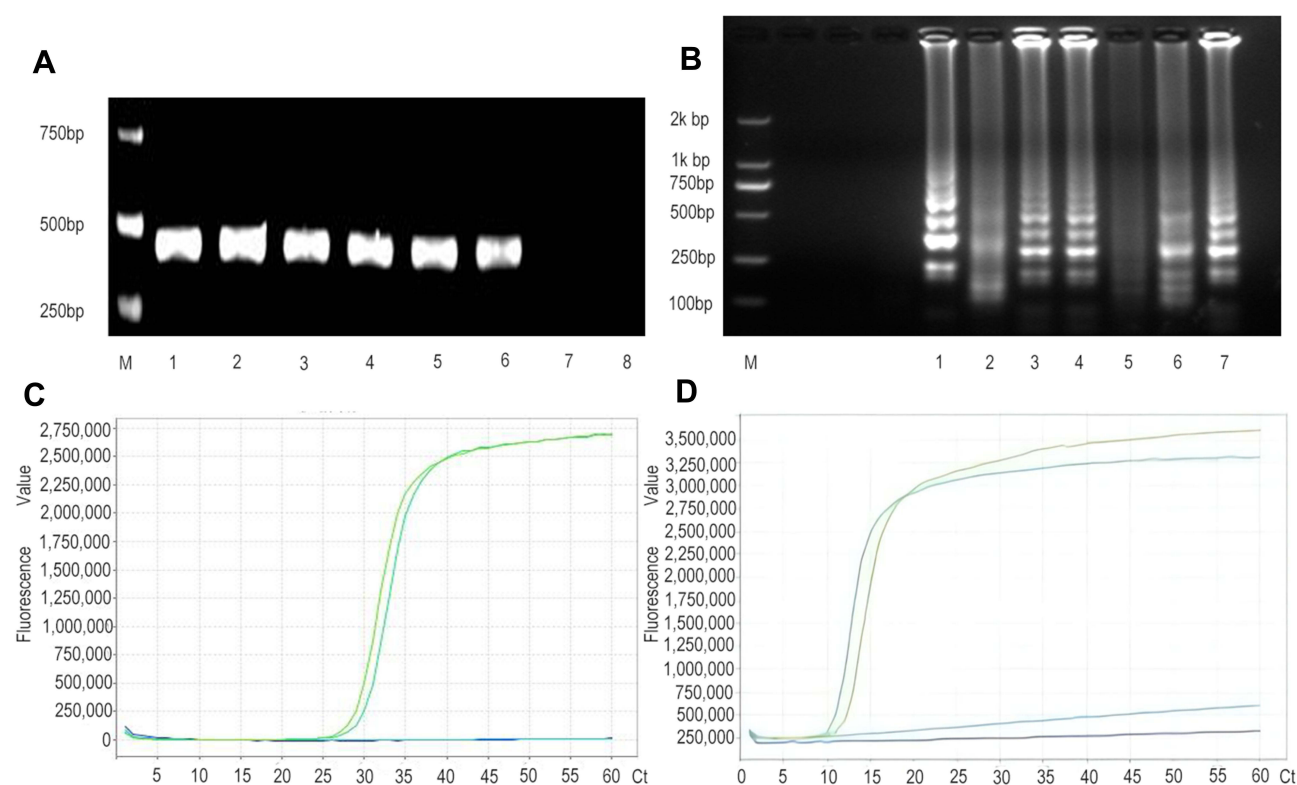 A
750bp
500bp
250bp
M 1 2 3 4 5 6 7 8
B
2k bp
1k bp
750bp
500bp
250bp
100bp
M 1 2 3 4 5 6 7
C
Fluorescence Value
2,750,000
2,500,000
2,250,000
2,000,000
1,750,000
1,500,000
1,250,000
1,000,000
750,000
500,000
250,000
0
5 10 15 20 25 30 35 40 45 50 55 60 Ct
D
Fluorescence Value
3,500,000
3,250,000
3,000,000
2,750,000
2,500,000
2,250,000
2,000,000
1,750,000
1,500,000
1,250,000
1,000,000
750,000
500,000
250,000
0 5 10 15 20 25 30 35 40 45 50 55 60 Ct